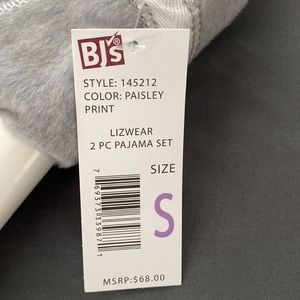 BJ's
STYLE: 145212
COLOR: PAISLEY
PRINT
LIZWEAR
2 PC PAJAMA SET
SIZE
S
MSRP:$68.00